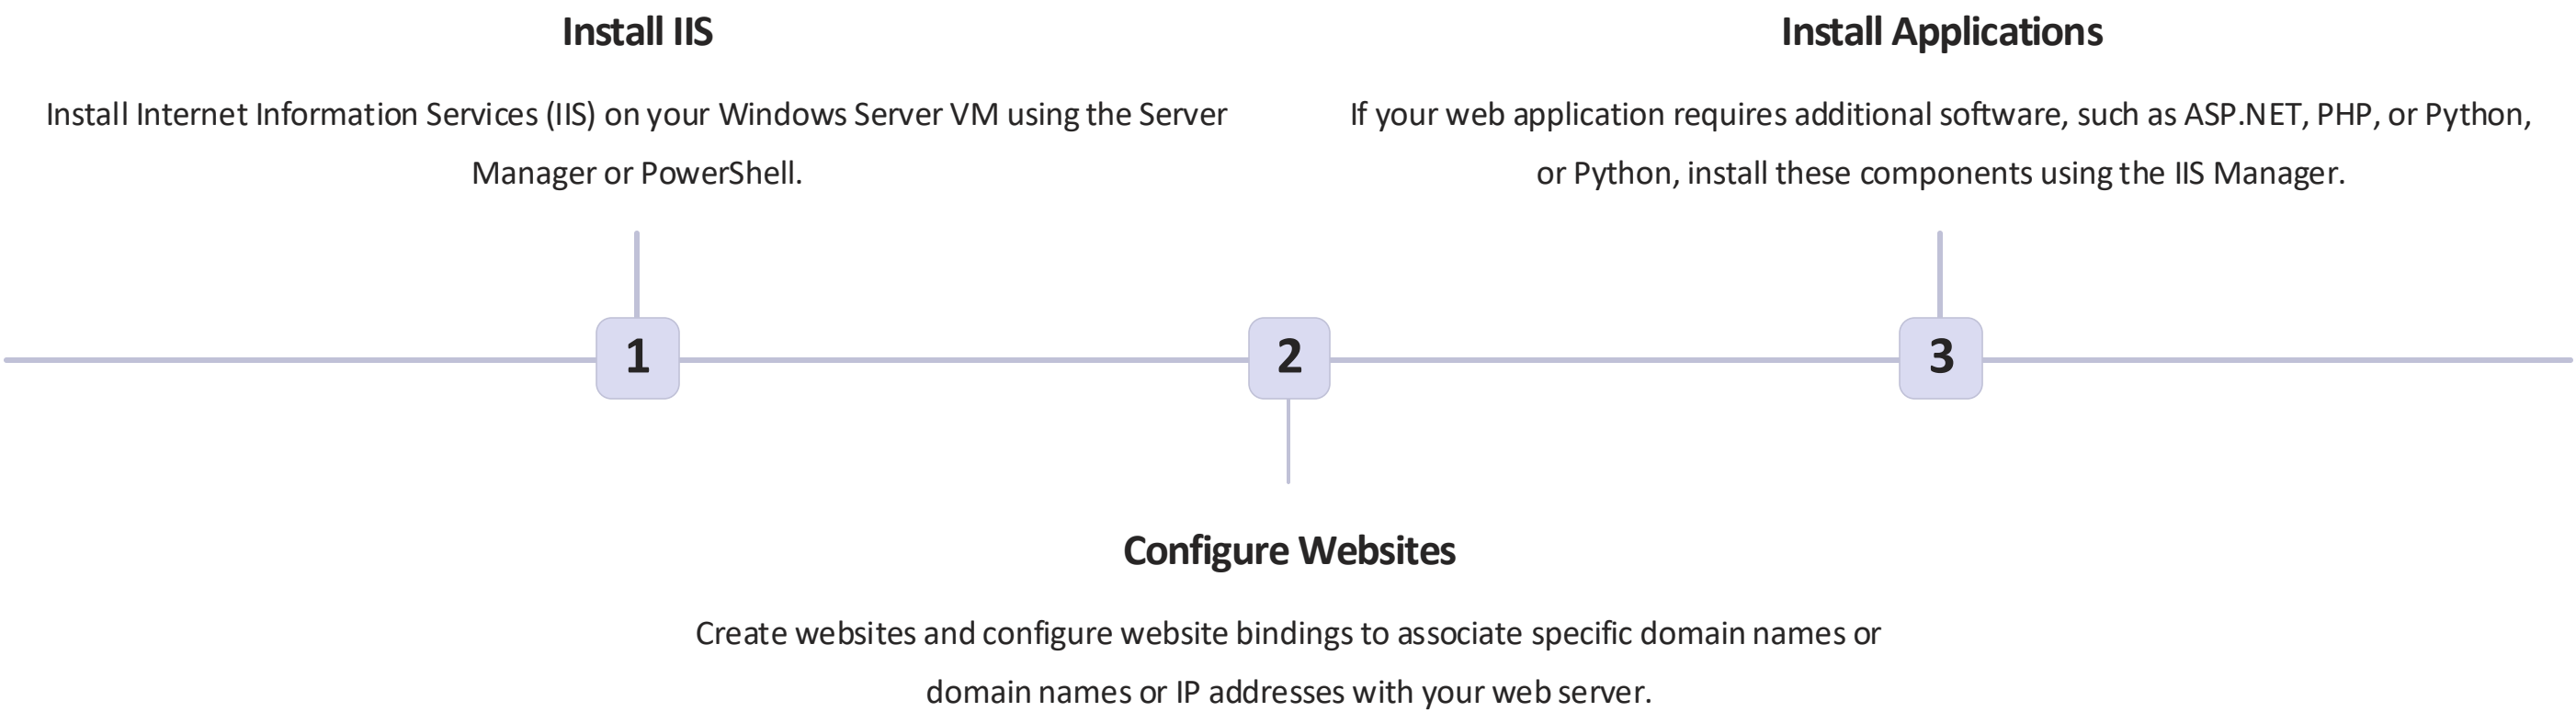 Install IIS
Install Internet Information Services (IIS) on your Windows Server VM using the Server
Manager or PowerShell.
Install Applications
If your web application requires additional software, such as ASP.NET, PHP, or Python,
or Python, install these components using the IIS Manager.
1
2
3
Configure Websites
Create websites and configure website bindings to associate specific domain names or
domain names or IP addresses with your web server.